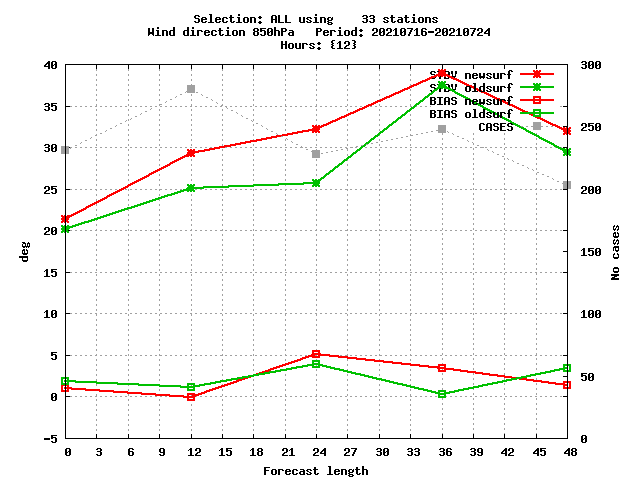 Selection: ALL using    33 stations
Wind direction 850hPa   Period: 20210716-20210724
Hours: {12}
40
35
30
25
20
15
10
5
0
-5
300
250
200
150
100
50
0
deg
No cases
STDV newsurf
STDV oldsurf
BIAS newsurf
BIAS oldsurf
CASES
0 3 6 9 12 15 18 21 24 27 30 33 36 39 42 45 48
Forecast length